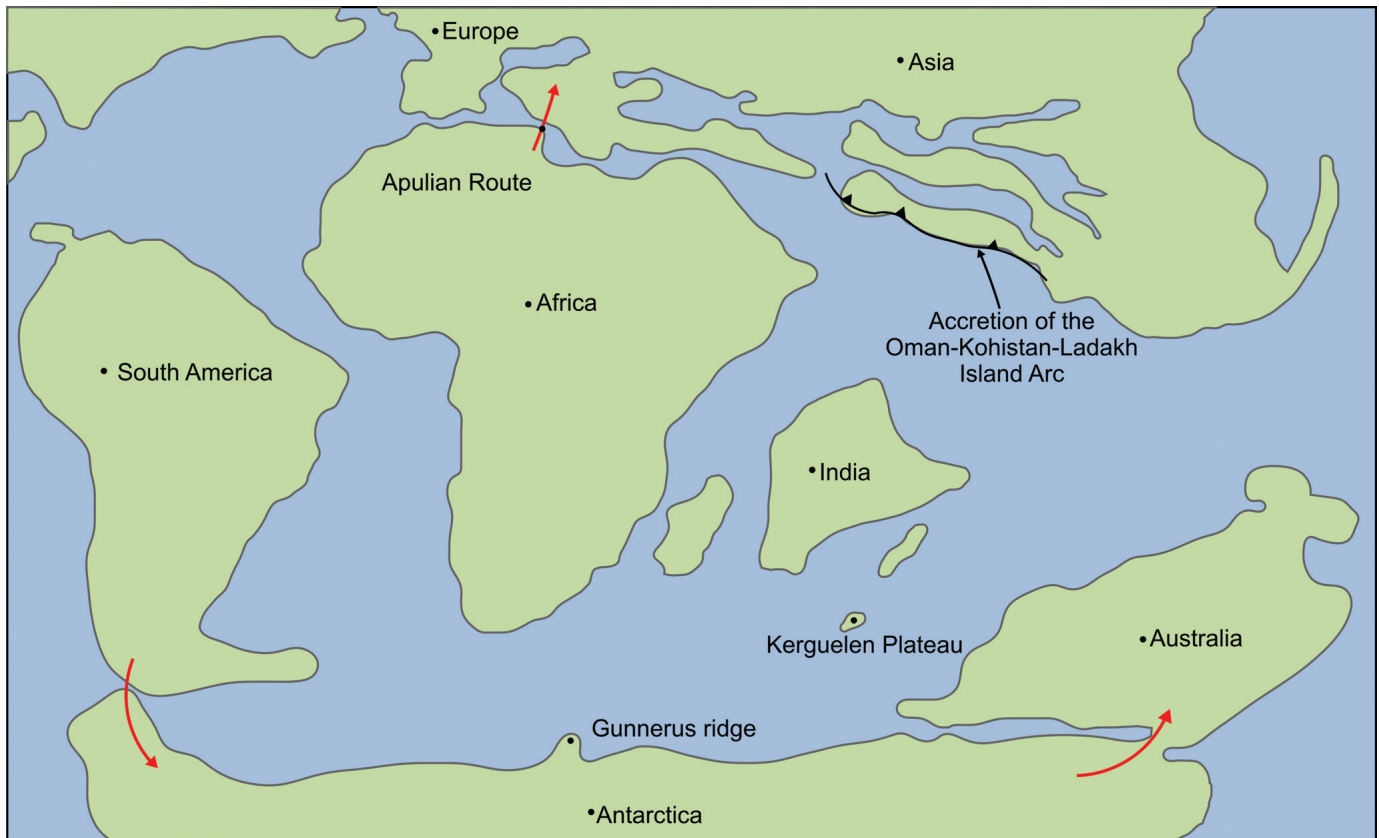 Europe
Asia
Apulian Route
Africa
Accretion of the
Oman-Kohistan-Ladakh
Island Arc
South America
India
Kerguelen Plateau
Australia
Gunnerus ridge
Antarctica